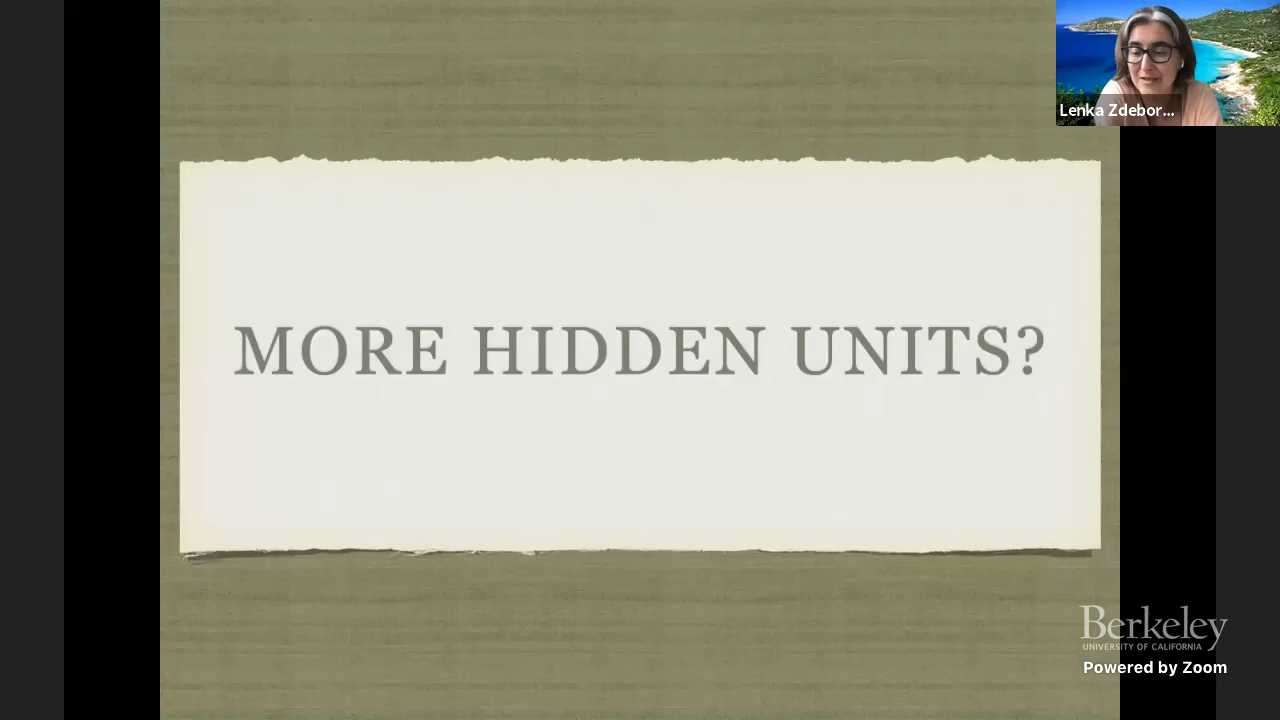 Lenka Zdebor...
MORE HIDDEN UNITS?
Berkeley
UNIVERSITY OF CALIFORNIA
Powered by Zoom